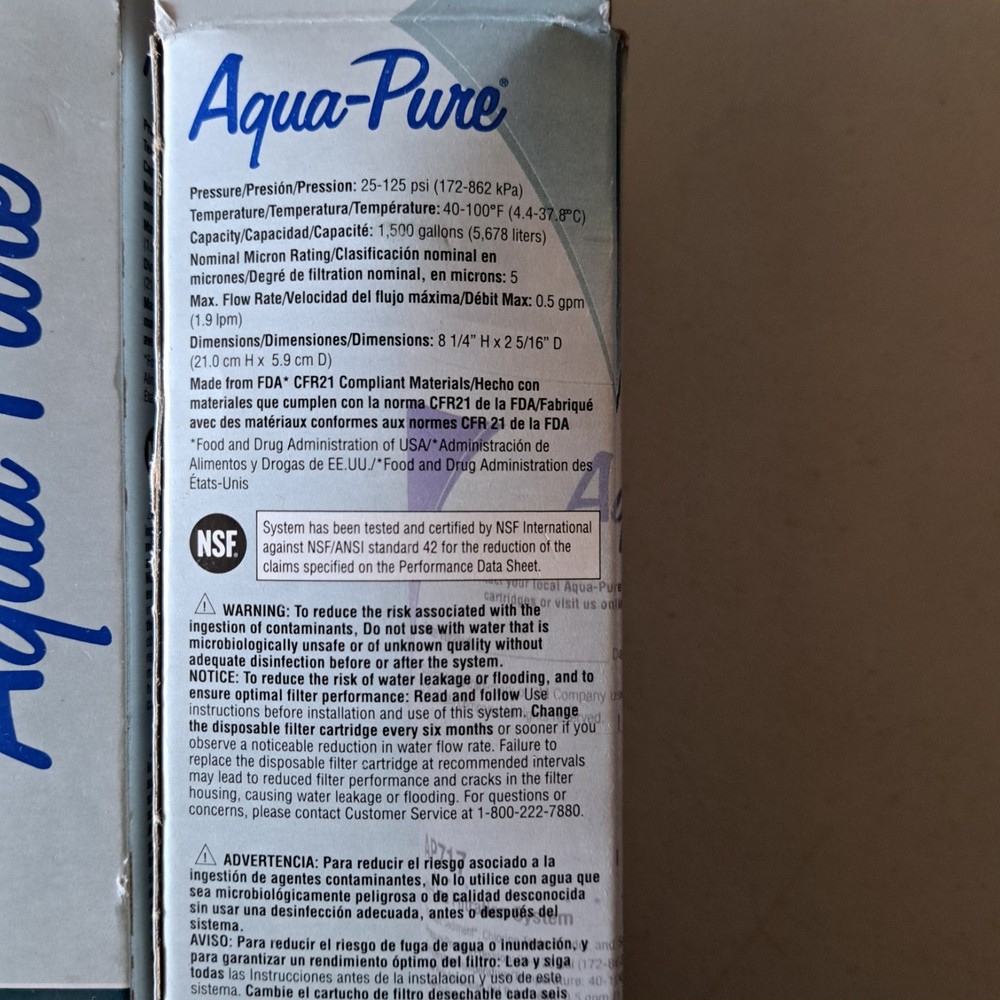 Aqua-Pure®
Pressure/Presión/Pression: 25-125 psi (172-862 kPa)
Temperature/Temperatura/Température: 40-100°F (4.4-37.8°C)
Capacity/Capacidad/Capacité: 1,500 gallons (5,678 liters)
Nominal Micron Rating/Clasificación nominal en
micrones/Degré de filtration nominal, en microns: 5
Max. Flow Rate/Velocidad del flujo máxima/Débit Max: 0.5 gpm
(1.9 lpm)
Dimensions/Dimensiones/Dimensions: 8 1/4" H x 2 5/16" D
(21.0 cm H x 5.9 cm D)
Made from FDA* CFR21 Compliant Materials/Hecho con
materiales que cumplen con la norma CFR21 de la FDA/Fabriqué
avec des matériaux conformes aux normes CFR 21 de la FDA
*Food and Drug Administration of USA/*Administración de
Alimentos y Drogas de EE.UU./*Food and Drug Administration des
États-Unis
NSF.
System has been tested and certified by NSF International
against NSF/ANSI standard 42 for the reduction of the
claims specified on the Performance Data Sheet.
your local Aqua-Pure
cartridges or visit us
⚠ WARNING: To reduce the risk associated with the
ingestion of contaminants, Do not use with water that is
microbiologically unsafe or of unknown quality without
adequate disinfection before or after the system.
NOTICE: To reduce the risk of water leakage or flooding, and to
ensure optimal filter performance: Read and follow Use
Company
instructions before installation and use of this system. Change
the disposable filter cartridge every six months or sooner if you
observe a noticeable reduction in water flow rate. Failure to
replace the disposable filter cartridge at recommended intervals
may lead to reduced filter performance and cracks in the filter
housing, causing water leakage or flooding. For questions or
concerns, please contact Customer Service at 1-800-222-7880.
AP717
⚠ ADVERTENCIA: Para reducir el riesgo asociado a la
ingestión de agentes contaminantes, No lo utilice con agua que
sea microbiológicamente peligrosa o de calidad desconocida
sin usar una desinfección adecuada, antes o después del
sistema.
System
AVISO: Para reducir el riesgo de fuga de agua o inundación, y
para garantizar un rendimiento óptimo del filtro: Lea y siga
todas las Instrucciones antes de la instalación y uso de este
sistema. Cambie el cartucho de filtro desechable cada seis
Aqua-Pure